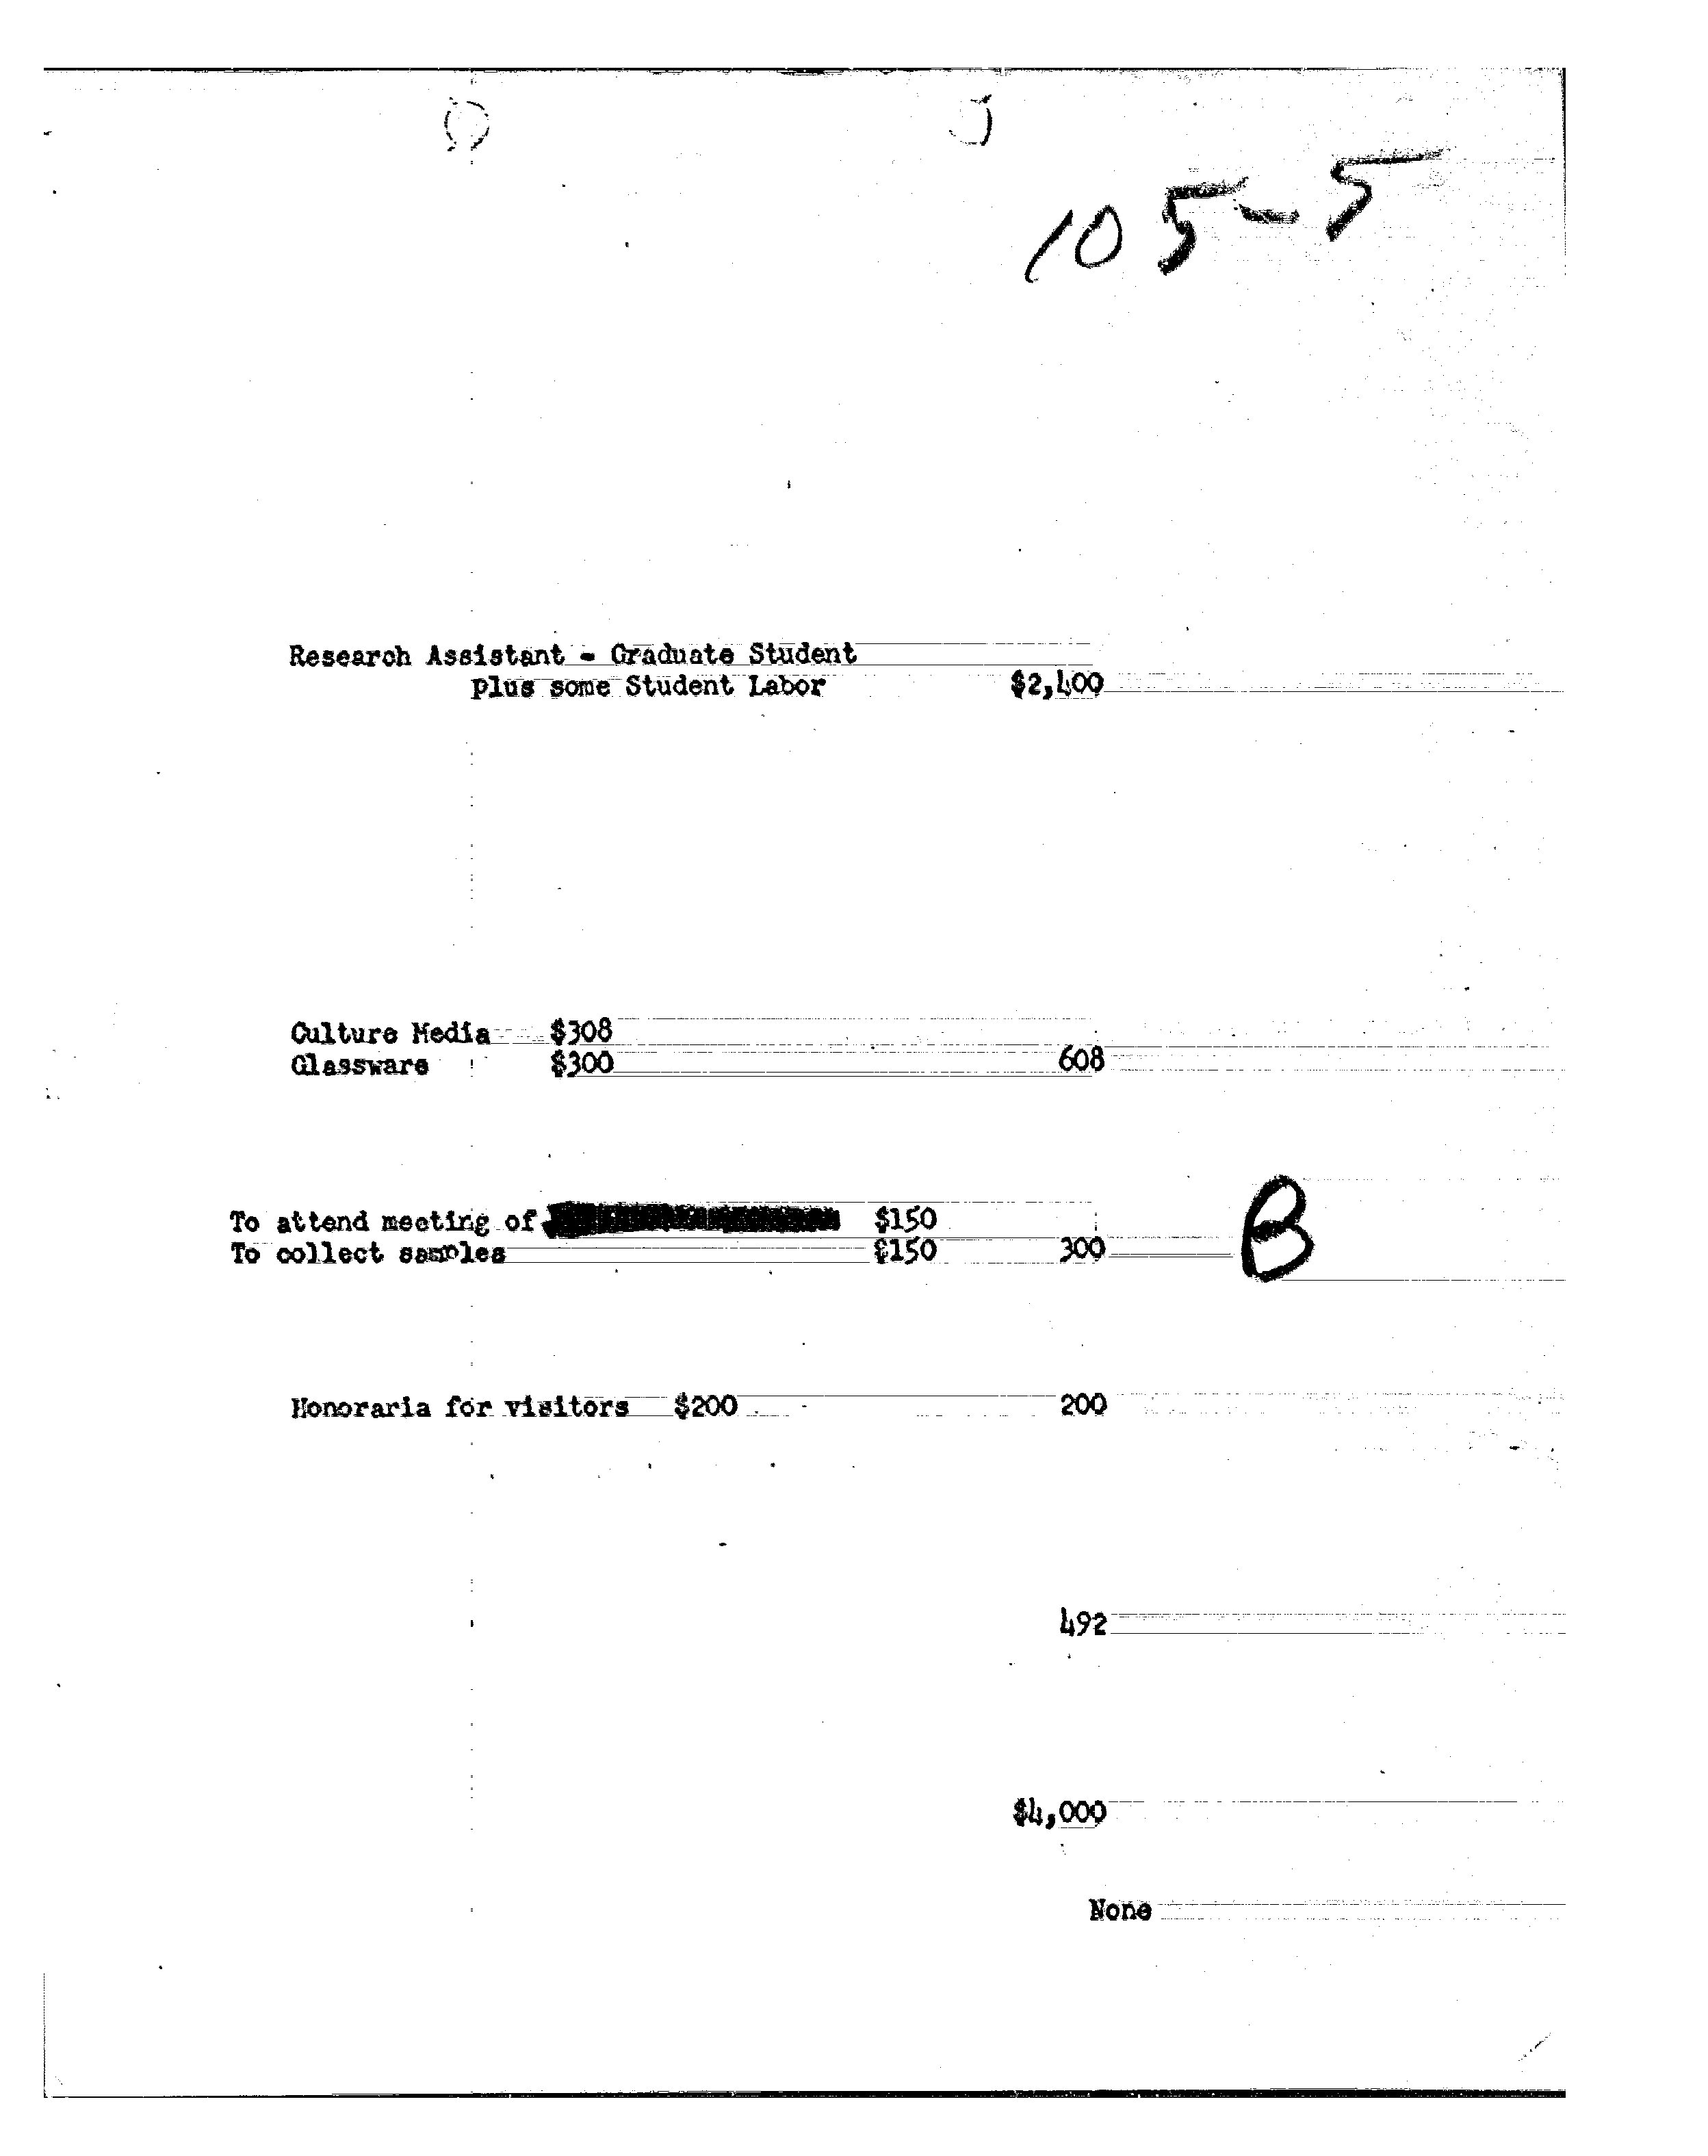 105-5
Research Assistant - Graduate Student
plus some Student Labor $2,400
Culture Media $308
Glassware $300 608
To attend meeting of $150
To collect samples $150 300
B
Honoraria for visitors $200 200
492
$4,000
None